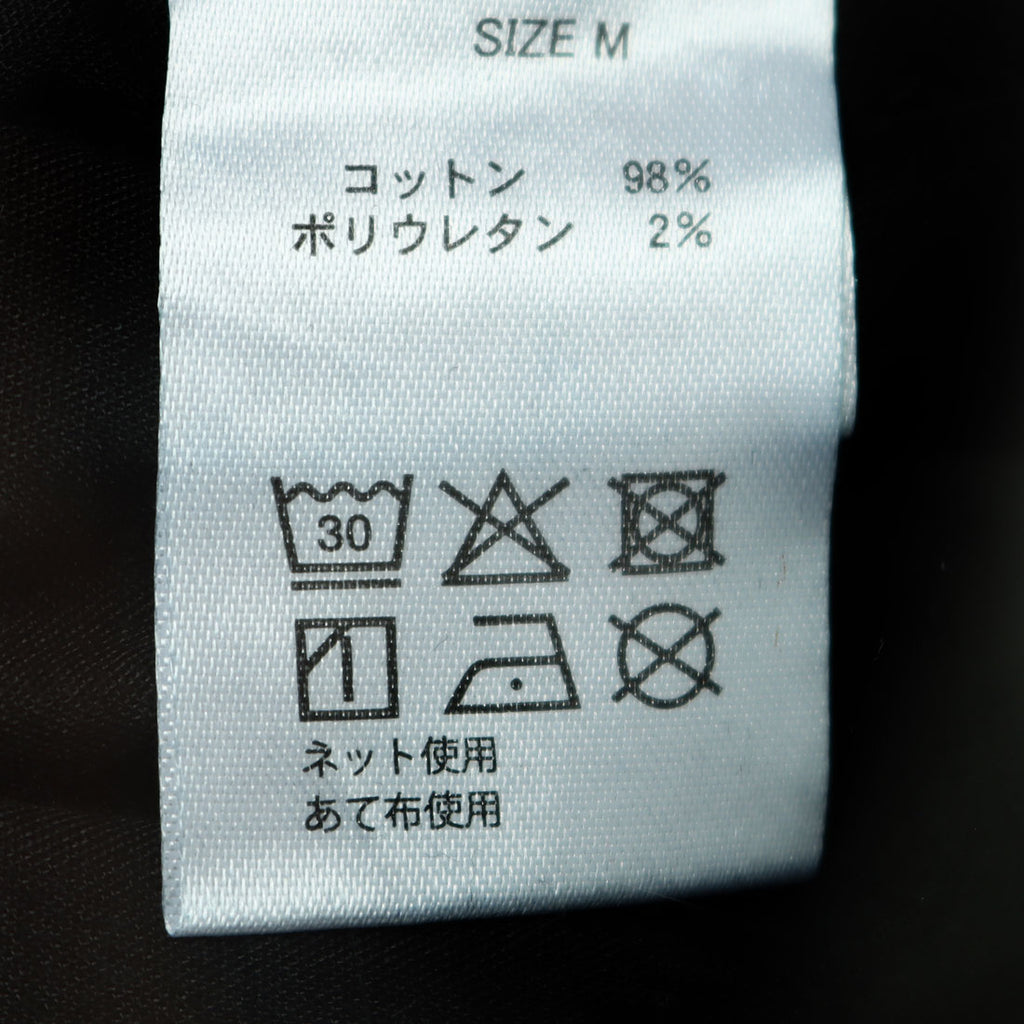 SIZE M
コットン 98%
ポリウレタン 2%
30
ネット使用
あて布使用